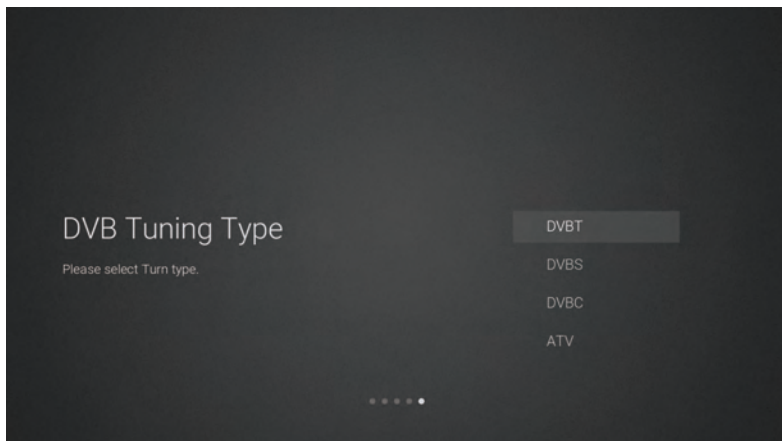 DVB Tuning Type
Please select Turn type.
DVBT
DVBS
DVBC
ATV